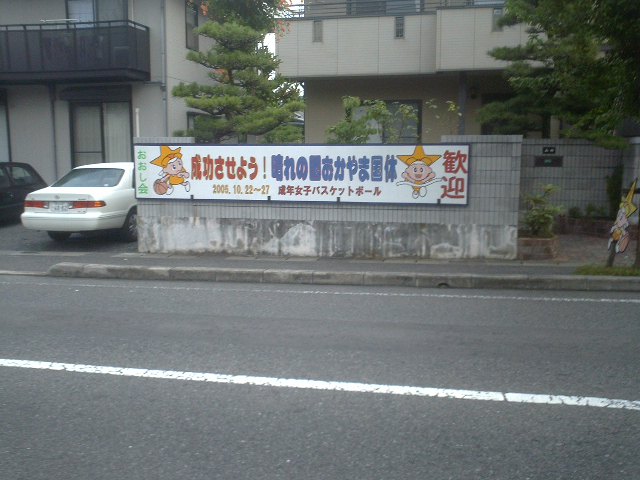 おおし会
成功させよう！晴れの国おかやま国体
2005.10.22～27 成年女子バスケットボール
歓迎